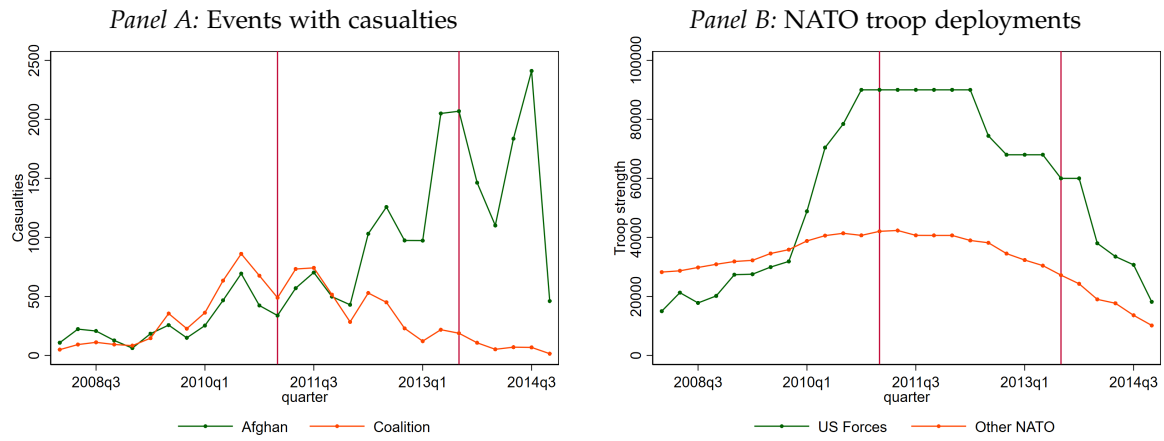 Panel A: Events with casualties
Casualties
2500
2000
1500
1000
500
0
2008q3 2010q1 2011q3 2013q1 2014q3
quarter
Afghan Coalition
Panel B: NATO troop deployments
Troop strength
100000
80000
60000
40000
20000
0
2008q3 2010q1 2011q3 2013q1 2014q3
quarter
US Forces Other NATO